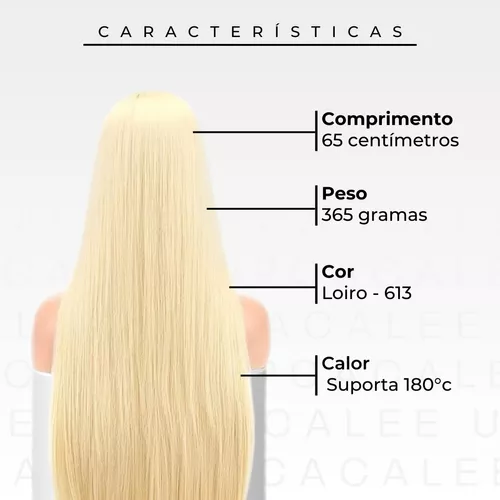 CARACTERÍSTICAS
Comprimento
65 centímetros
Peso
365 gramas
Cor
Loiro - 613
Calor
Suporta 180°c